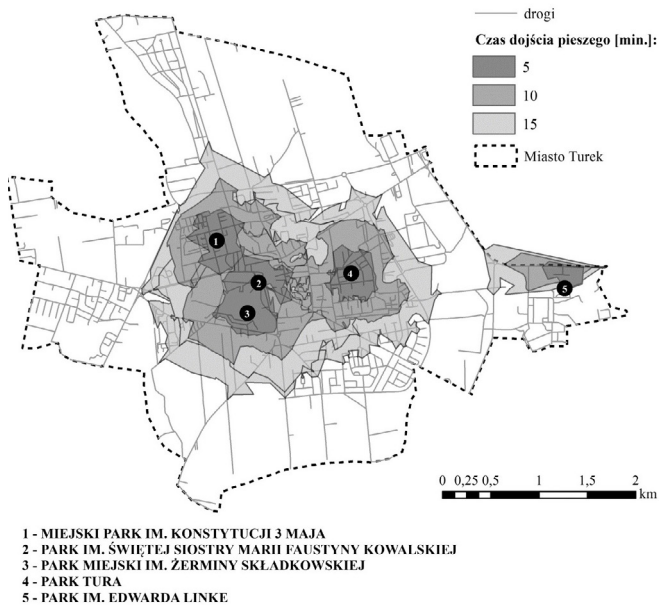 drogi
Czas dojścia pieszego [min.]:
5
10
15
Miasto Turek
1
2
3
4
5
0 0,25 0,5 1 1,5 2
km
1 - MIEJSKI PARK IM. KONSTYTUCJI 3 MAJA
2 - PARK IM. ŚWIĘTEJ SIOSTRY MARII FAUSTYNY KOWALSKIEJ
3 - PARK MIEJSKI IM. ŻERMINY SKŁADKOWSKIEJ
4 - PARK TURA
5 - PARK IM. EDWARDA LINKE